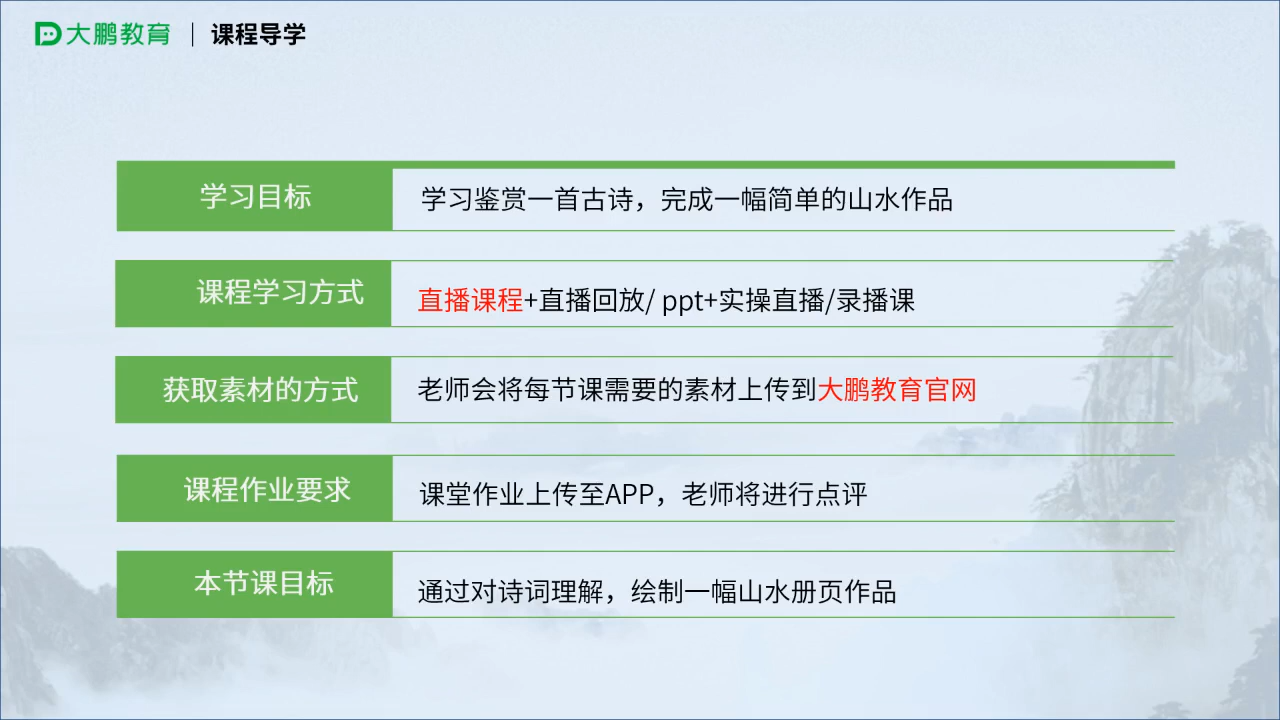 大鹏教育 | 课程导学
学习目标 学习鉴赏一首古诗，完成一幅简单的山水作品
课程学习方式 直播课程+直播回放/ ppt+实操直播/录播课
获取素材的方式 老师会将每节课需要的素材上传到大鹏教育官网
课程作业要求 课堂作业上传至APP，老师将进行点评
本节课目标 通过对诗词理解，绘制一幅山水册页作品